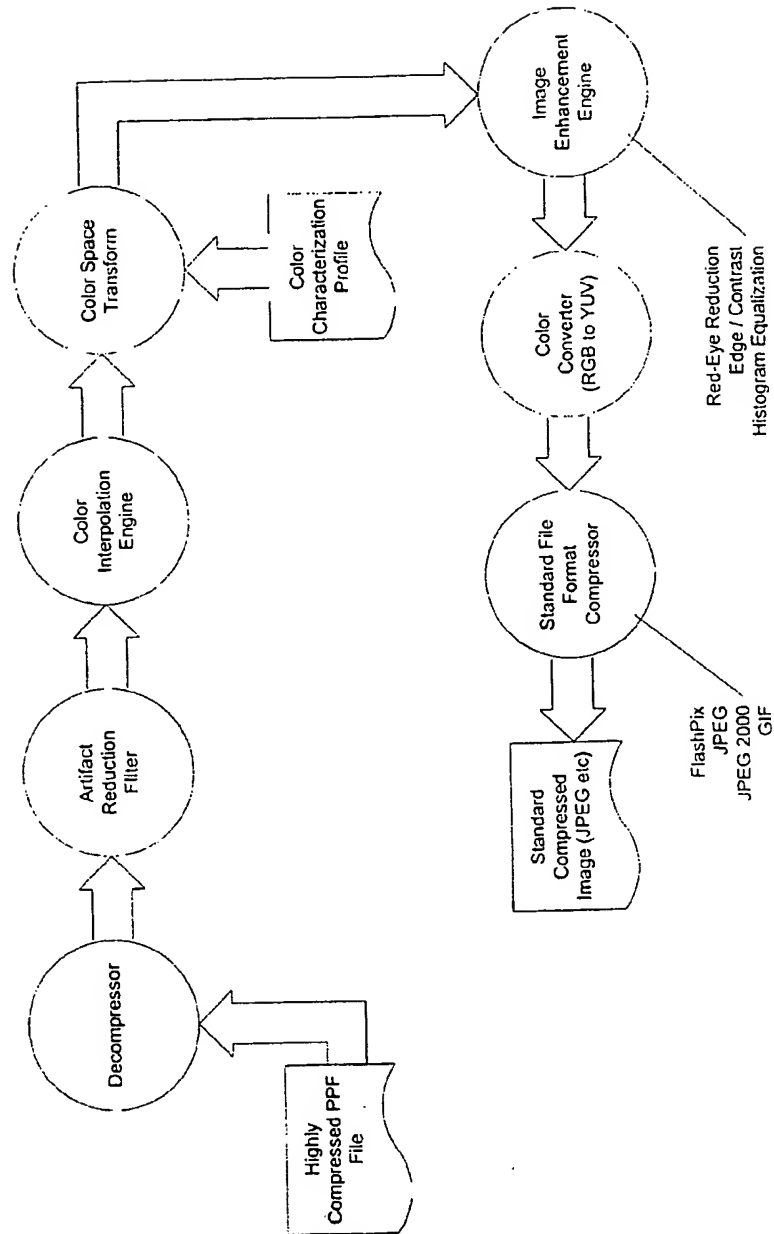 Highly
Compressed PPF
File
Decompressor
Artifact
Reduction
Filter
Color
Interpolation
Engine
Color Space
Transform
Color
Characterization
Profile
Image
Enhancement
Engine
Red-Eye Reduction
Edge / Contrast
Histogram Equalization
Color
Converter
(RGB to YUV)
Standard File
Format
Compressor
FlashPix
JPEG
JPEG 2000
GIF
Standard
Compressed
Image (JPEG etc)